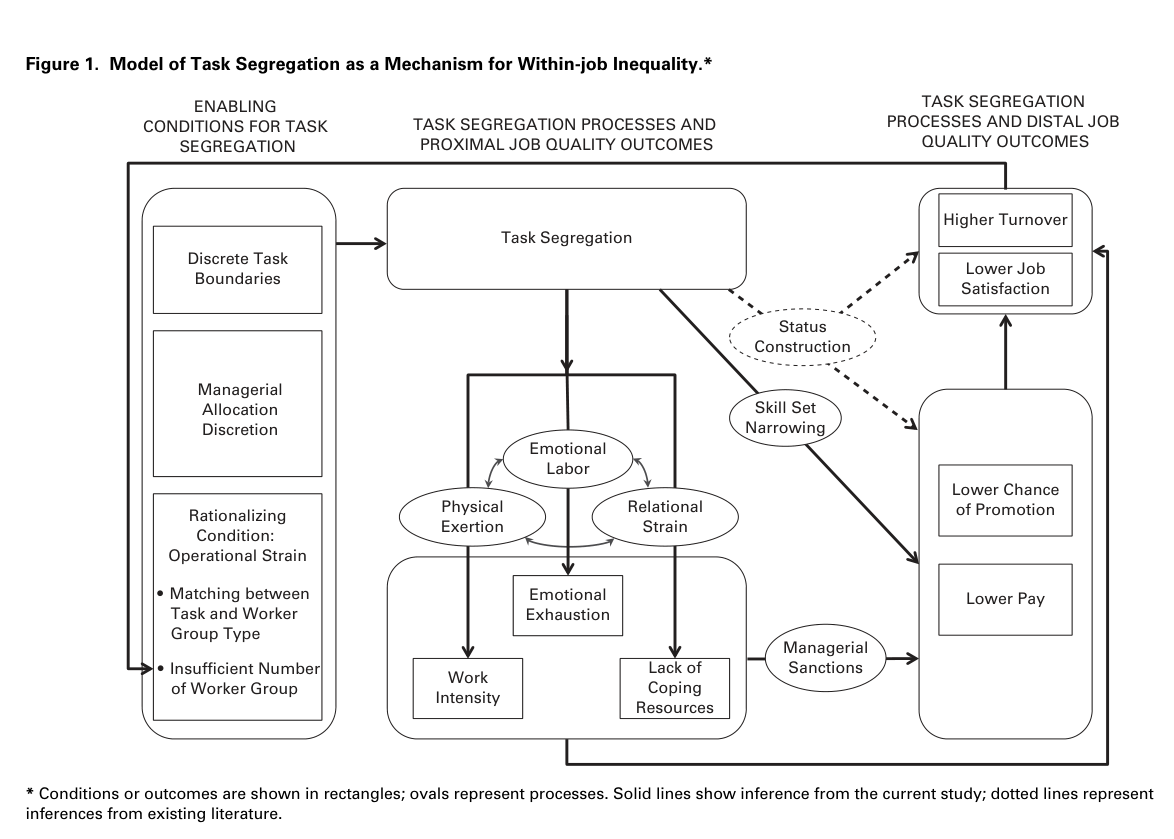 Figure 1.  Model of Task Segregation as a Mechanism for Within-job Inequality.*
ENABLING
CONDITIONS FOR TASK
SEGREGATION
TASK SEGREGATION PROCESSES AND
PROXIMAL JOB QUALITY OUTCOMES
TASK SEGREGATION
PROCESSES AND DISTAL JOB
QUALITY OUTCOMES
Discrete Task
Boundaries
Managerial
Allocation
Discretion
Rationalizing
Condition:
Operational Strain
• Matching between
Task and Worker
Group Type
• Insufficient Number
of Worker Group
Task Segregation
Emotional
Labor
Physical
Exertion
Relational
Strain
Emotional
Exhaustion
Work
Intensity
Lack of
Coping
Resources
Status
Construction
Skill Set
Narrowing
Managerial
Sanctions
Higher Turnover
Lower Job
Satisfaction
Lower Chance
of Promotion
Lower Pay
* Conditions or outcomes are shown in rectangles; ovals represent processes. Solid lines show inference from the current study; dotted lines represent
inferences from existing literature.